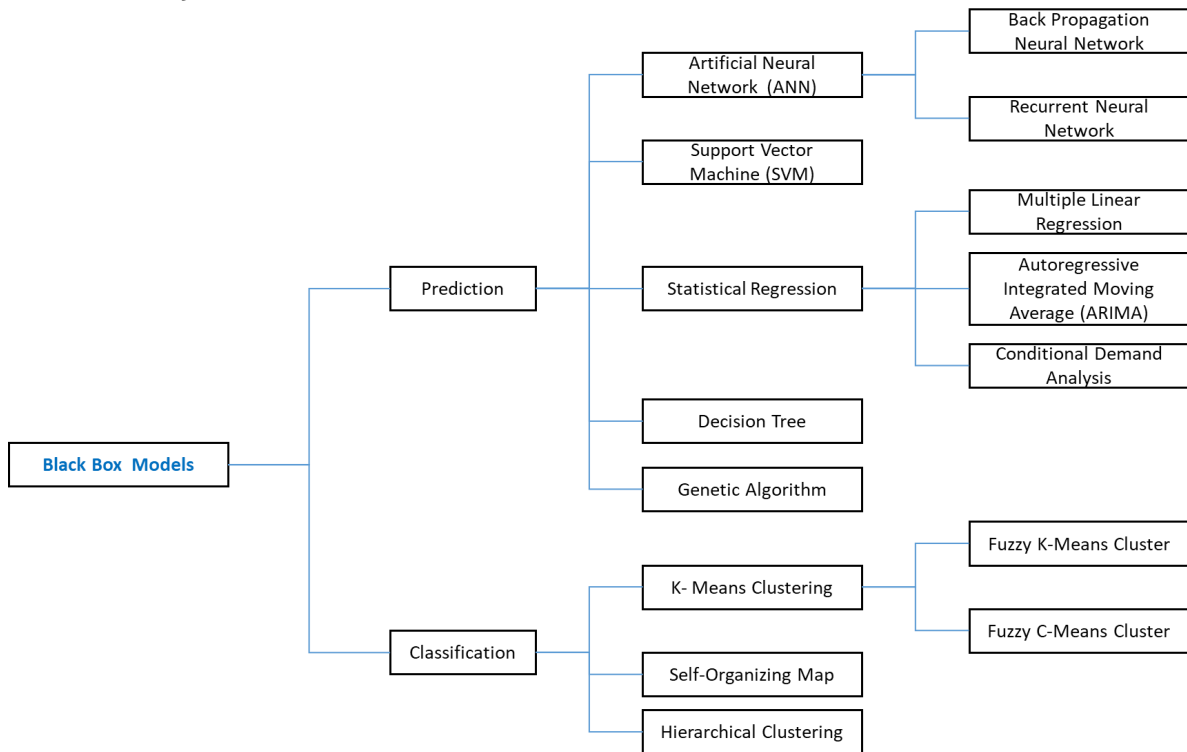 Back Propagation
Neural Network
Artificial Neural
Network (ANN)
Recurrent Neural
Network
Support Vector
Machine (SVM)
Multiple Linear
Regression
Prediction
Statistical Regression
Autoregressive
Integrated Moving
Average (ARIMA)
Conditional Demand
Analysis
Decision Tree
Black Box Models
Genetic Algorithm
Fuzzy K-Means Cluster
K- Means Clustering
Fuzzy C-Means Cluster
Classification
Self-Organizing Map
Hierarchical Clustering